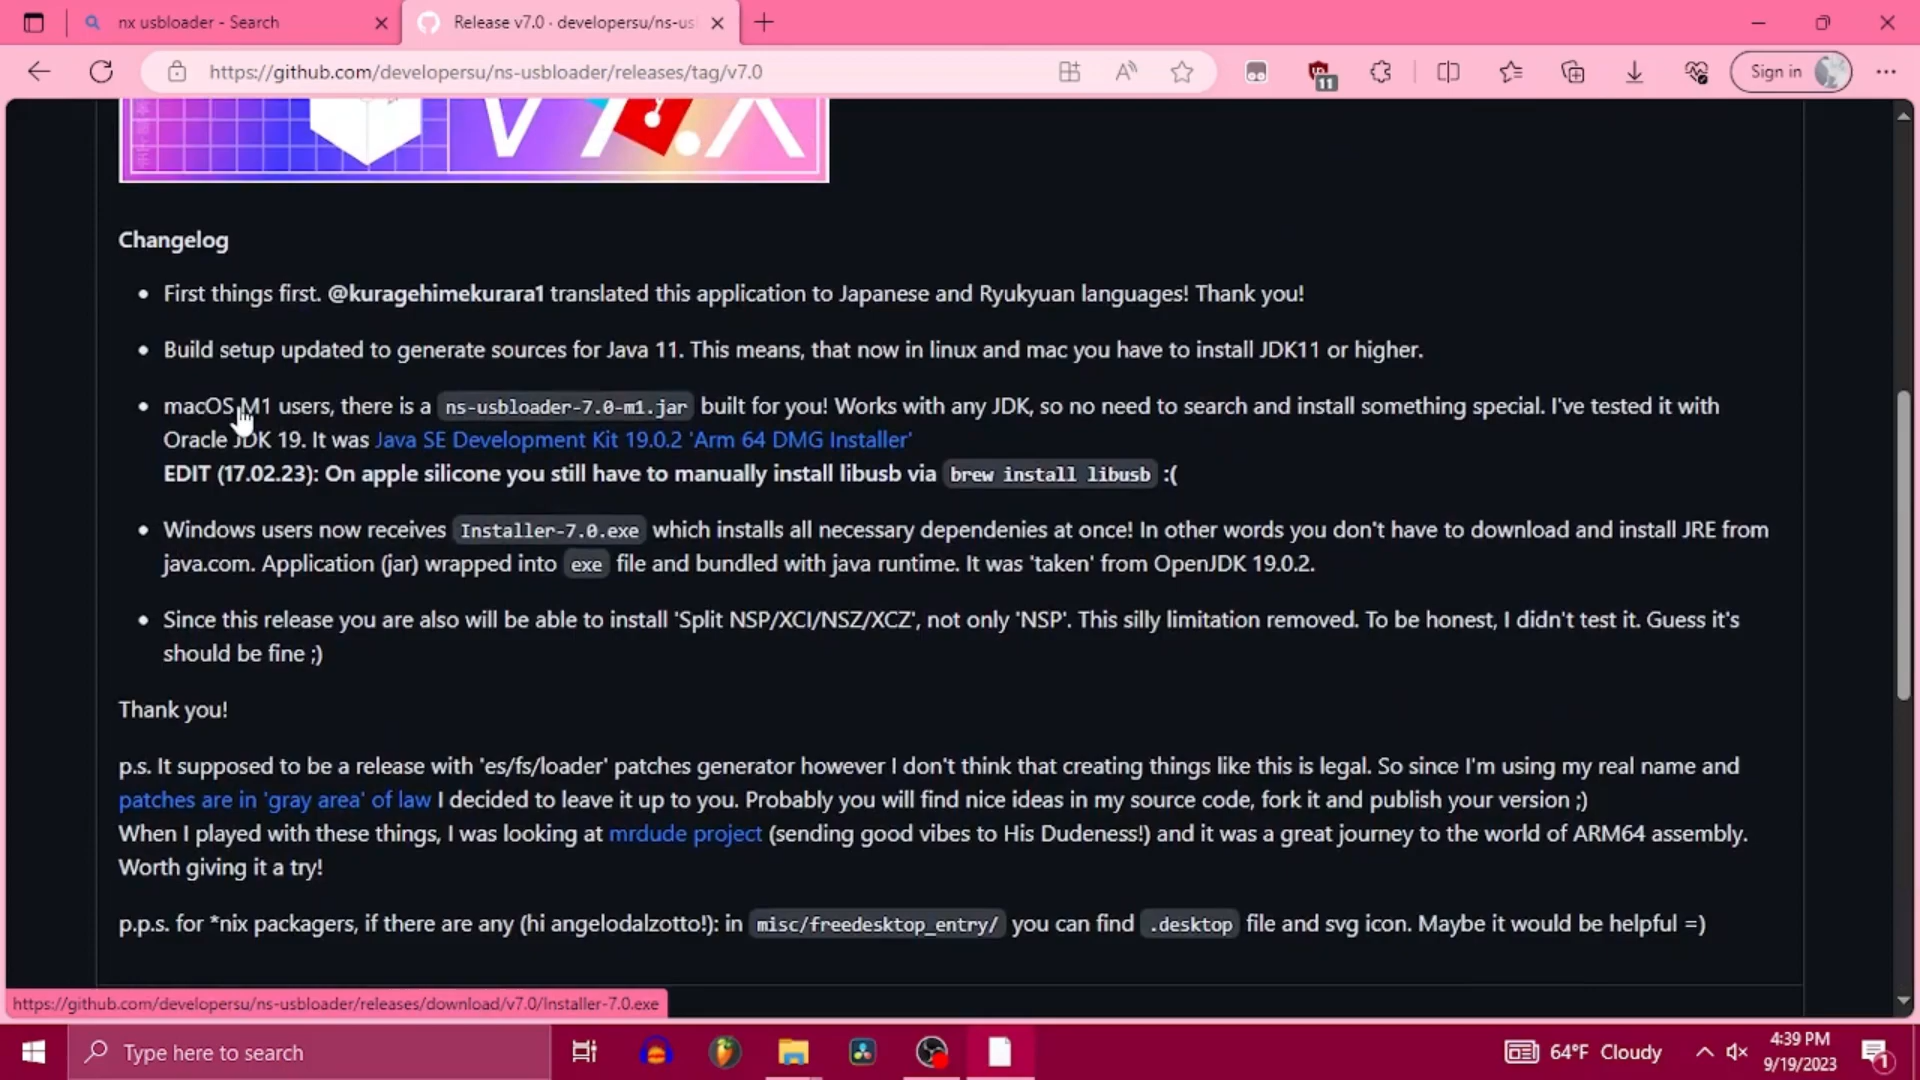 nx usbloader - Search
Release v7.0 · developersu/ns-us
https://github.com/developersu/ns-usbloader/releases/tag/v7.0
11
Sign in
V7.X
Changelog
First things first. @kuragehimekurara1 translated this application to Japanese and Ryukyuan languages! Thank you!
Build setup updated to generate sources for Java 11. This means, that now in linux and mac you have to install JDK11 or higher.
macOS M1 users, there is a ns-usbloader-7.0-m1.jar built for you! Works with any JDK, so no need to search and install something special. I've tested it with
Oracle JDK 19. It was Java SE Development Kit 19.0.2 'Arm 64 DMG Installer'
EDIT (17.02.23): On apple silicone you still have to manually install libusb via brew install libusb :(
Windows users now receives Installer-7.0.exe which installs all necessary dependenies at once! In other words you don't have to download and install JRE from
java.com. Application (jar) wrapped into exe file and bundled with java runtime. It was 'taken' from OpenJDK 19.0.2.
Since this release you are also will be able to install 'Split NSP/XCI/NSZ/XCZ', not only 'NSP'. This silly limitation removed. To be honest, I didn't test it. Guess it's
should be fine ;)
Thank you!
p.s. It supposed to be a release with 'es/fs/loader' patches generator however I don't think that creating things like this is legal. So since I'm using my real name and
patches are in 'gray area' of law I decided to leave it up to you. Probably you will find nice ideas in my source code, fork it and publish your version ;)
When I played with these things, I was looking at mrdude project (sending good vibes to His Dudeness!) and it was a great journey to the world of ARM64 assembly.
Worth giving it a try!
p.p.s. for *nix packagers, if there are any (hi angelodalzotto!): in misc/freedesktop_entry/ you can find .desktop file and svg icon. Maybe it would be helpful =)
https://github.com/developersu/ns-usbloader/releases/download/v7.0/Installer-7.0.exe
Type here to search
64°F Cloudy
4:39 PM
9/19/2023
1